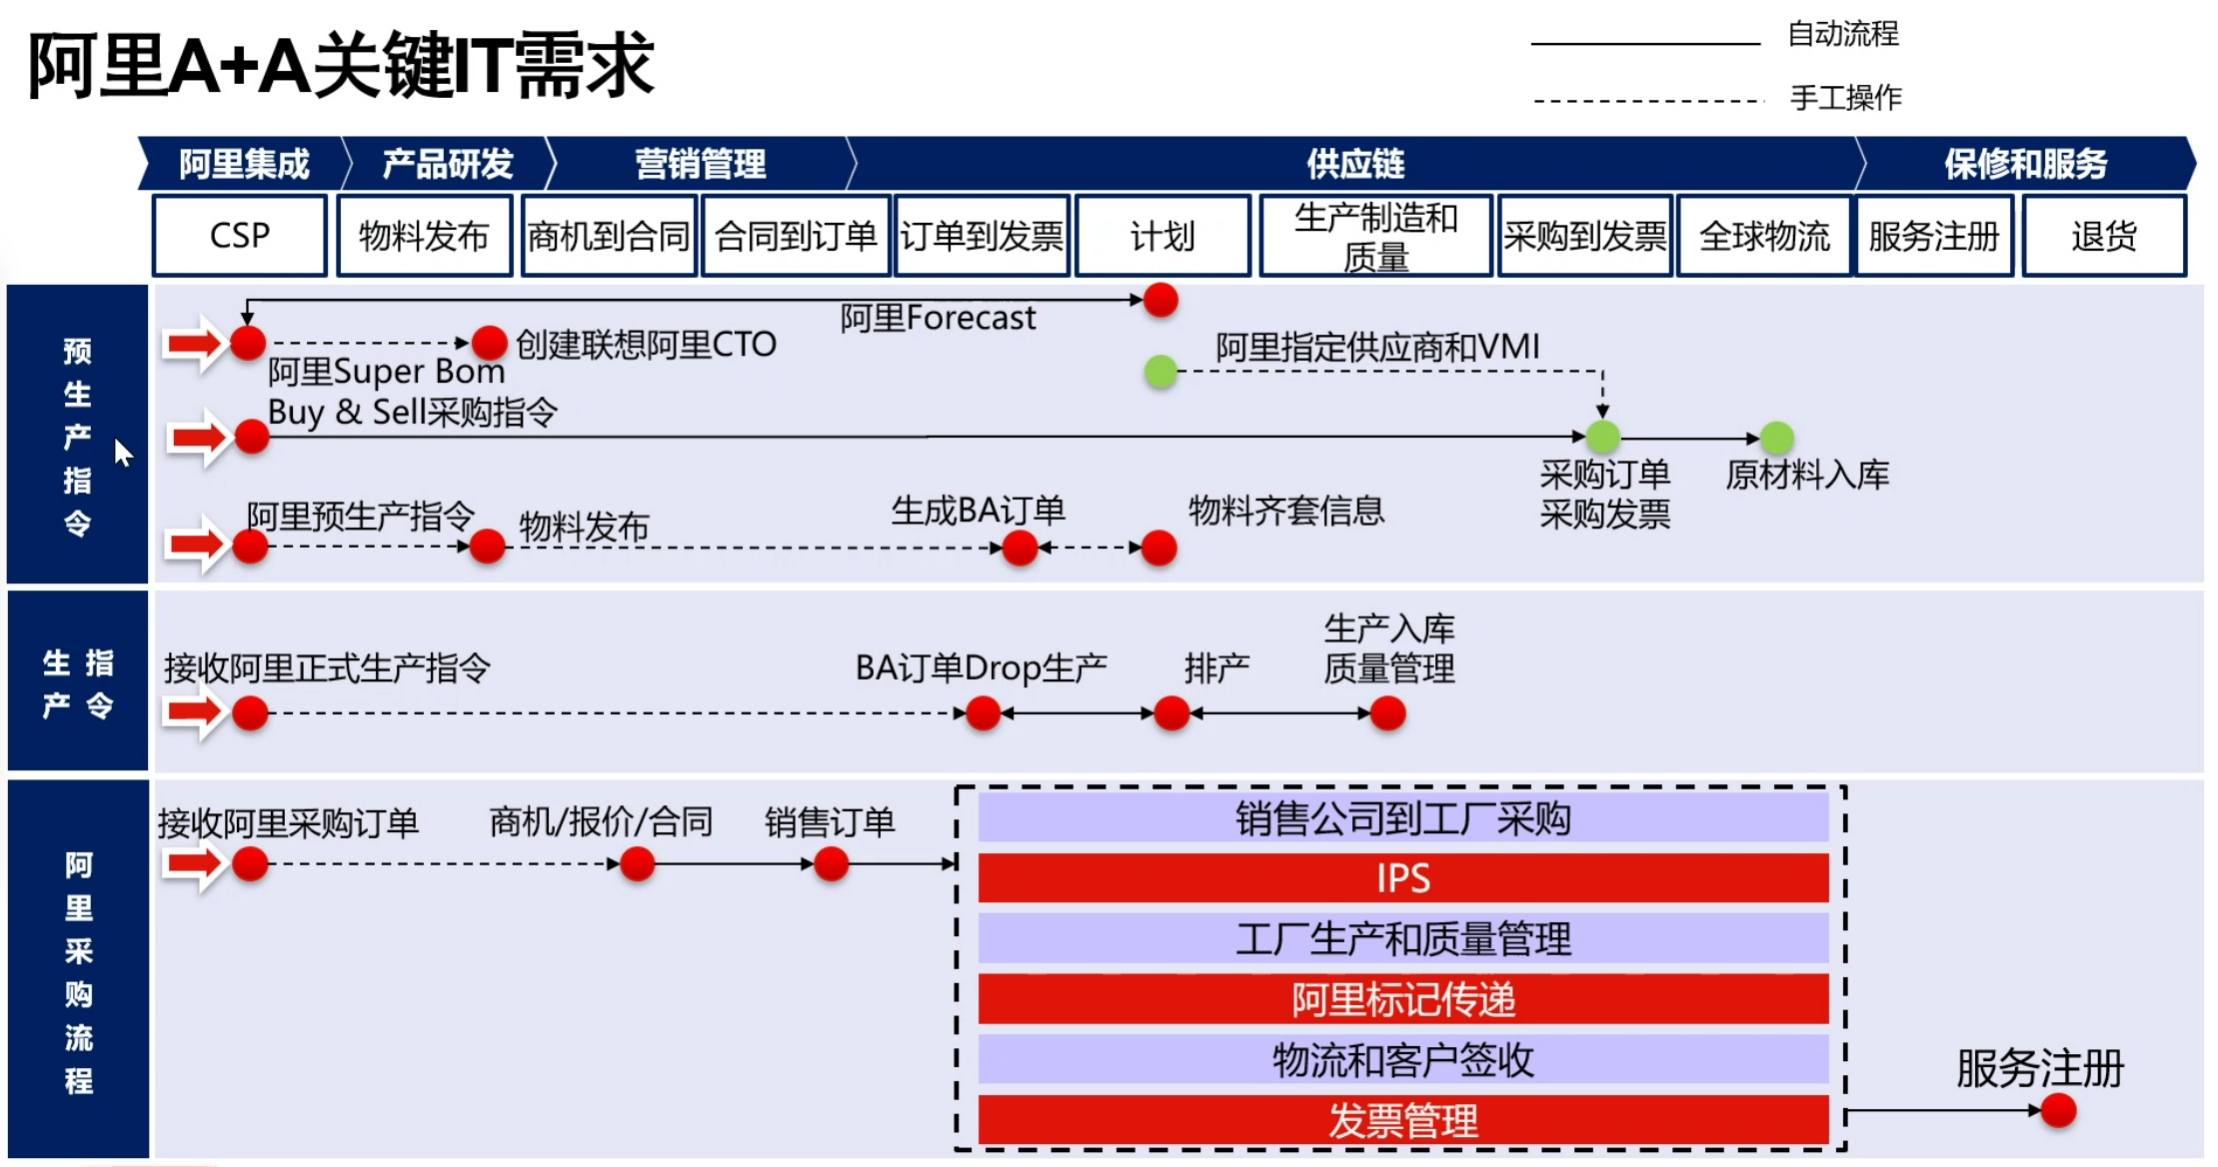 阿里A+A关键IT需求
自动流程
手工操作
阿里集成
产品研发
营销管理
供应链
保修和服务
CSP
物料发布
商机到合同
合同到订单
订单到发票
计划
生产制造和
质量
采购到发票
全球物流
服务注册
退货
预生产指令
阿里Forecast
创建联想阿里CTO
阿里Super Bom
Buy & Sell采购指令
阿里指定供应商和VMI
采购订单
采购发票
原材料入库
阿里预生产指令
物料发布
生成BA订单
物料齐套信息
生产指令
接收阿里正式生产指令
BA订单Drop生产
排产
生产入库
质量管理
阿里采购流程
接收阿里采购订单
商机/报价/合同
销售订单
销售公司到工厂采购
IPS
工厂生产和质量管理
阿里标记传递
物流和客户签收
发票管理
服务注册